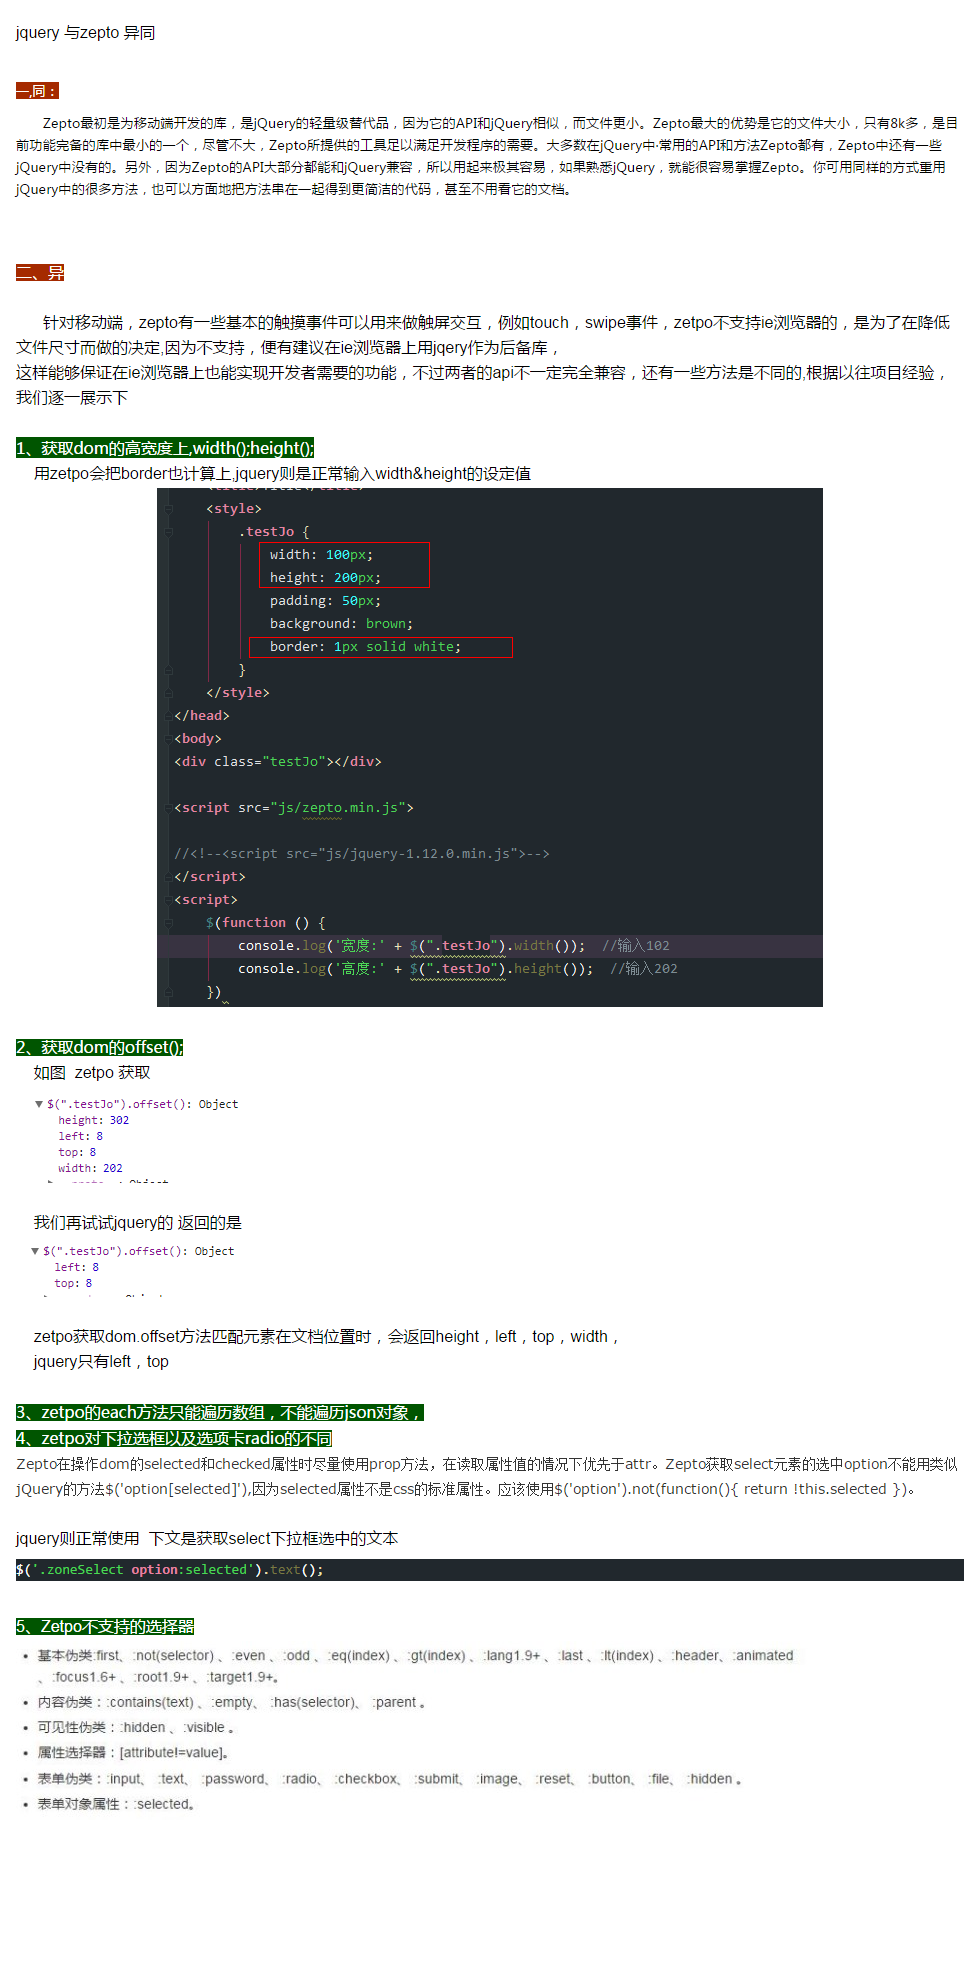 jquery 与zepto 异同
一,同：
Zepto最初是为移动端开发的库，是jQuery的轻量级替代品，因为它的API和jQuery相似，而文件更小。Zepto最大的优势是它的文件大小，只有8k多，是目
前功能完备的库中最小的一个，尽管不大，Zepto所提供的工具足以满足开发程序的需要。大多数在jQuery中·常用的API和方法Zepto都有，Zepto中还有一些
jQuery中没有的。另外，因为Zepto的API大部分都能和jQuery兼容，所以用起来极其容易，如果熟悉jQuery，就能很容易掌握Zepto。你可用同样的方式重用
jQuery中的很多方法，也可以方面地把方法串在一起得到更简洁的代码，甚至不用看它的文档。
二、异
针对移动端，zepto有一些基本的触摸事件可以用来做触屏交互，例如touch，swipe事件，zetpo不支持ie浏览器的，是为了在降低
文件尺寸而做的决定,因为不支持，便有建议在ie浏览器上用jqery作为后备库，
这样能够保证在ie浏览器上也能实现开发者需要的功能，不过两者的api不一定完全兼容，还有一些方法是不同的,根据以往项目经验，
我们逐一展示下
1、获取dom的高宽度上,width();height();
用zetpo会把border也计算上,jquery则是正常输入width&height的设定值
<style>
.testJo {
width: 100px;
height: 200px;
padding: 50px;
background: brown;
border: 1px solid white;
}
</style>
</head>
<body>
<div class="testJo"></div>
<script src="js/zepto.min.js">
//<!--<script src="js/jquery-1.12.0.min.js">-->
</script>
<script>
$(function () {
console.log('宽度:' + $(".testJo").width());  //输入102
console.log('高度:' + $(".testJo").height());  //输入202
})
2、获取dom的offset();
如图  zetpo 获取
▼ $(".testJo").offset(): Object
height: 302
left: 8
top: 8
width: 202
我们再试试jquery的 返回的是
▼ $(".testJo").offset(): Object
left: 8
top: 8
zetpo获取dom.offset方法匹配元素在文档位置时，会返回height，left，top，width，
jquery只有left，top
3、zetpo的each方法只能遍历数组，不能遍历json对象，
4、zetpo对下拉选框以及选项卡radio的不同
Zepto在操作dom的selected和checked属性时尽量使用prop方法，在读取属性值的情况下优先于attr。Zepto获取select元素的选中option不能用类似
jQuery的方法$('option[selected]'),因为selected属性不是css的标准属性。应该使用$('option').not(function(){ return !this.selected })。
jquery则正常使用  下文是获取select下拉框选中的文本
$('.zoneSelect option:selected').text();
5、Zetpo不支持的选择器
• 基本伪类:first、:not(selector) 、:even 、:odd 、:eq(index) 、:gt(index) 、:lang1.9+ 、:last 、:lt(index) 、:header、:animated
、:focus1.6+ 、:root1.9+ 、:target1.9+。
• 内容伪类：:contains(text) 、:empty、 :has(selector)、 :parent 。
• 可见性伪类：:hidden 、:visible 。
• 属性选择器：[attribute!=value]。
• 表单伪类：:input、 :text、 :password、 :radio、 :checkbox、 :submit、 :image、 :reset、 :button、 :file、 :hidden 。
• 表单对象属性：:selected。